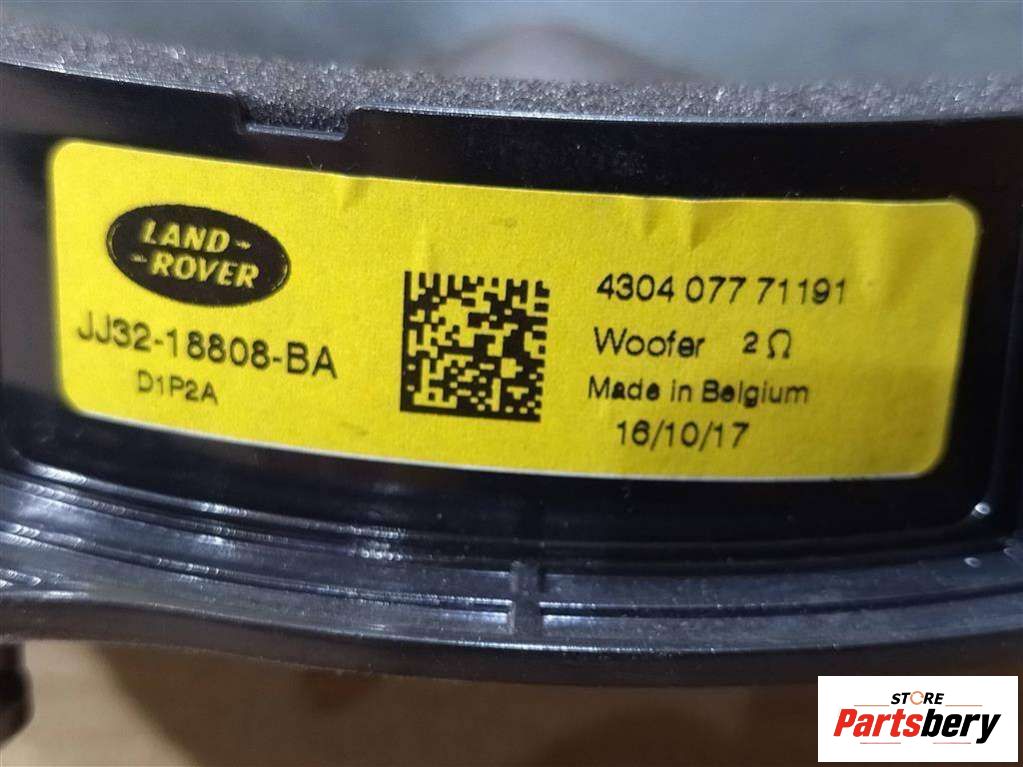 LAND-
-ROVER
JJ32-18808-BA
D1P2A
4304 077 71191
Woofer 2Ω
Made in Belgium
16/10/17
STORE
Partsbery